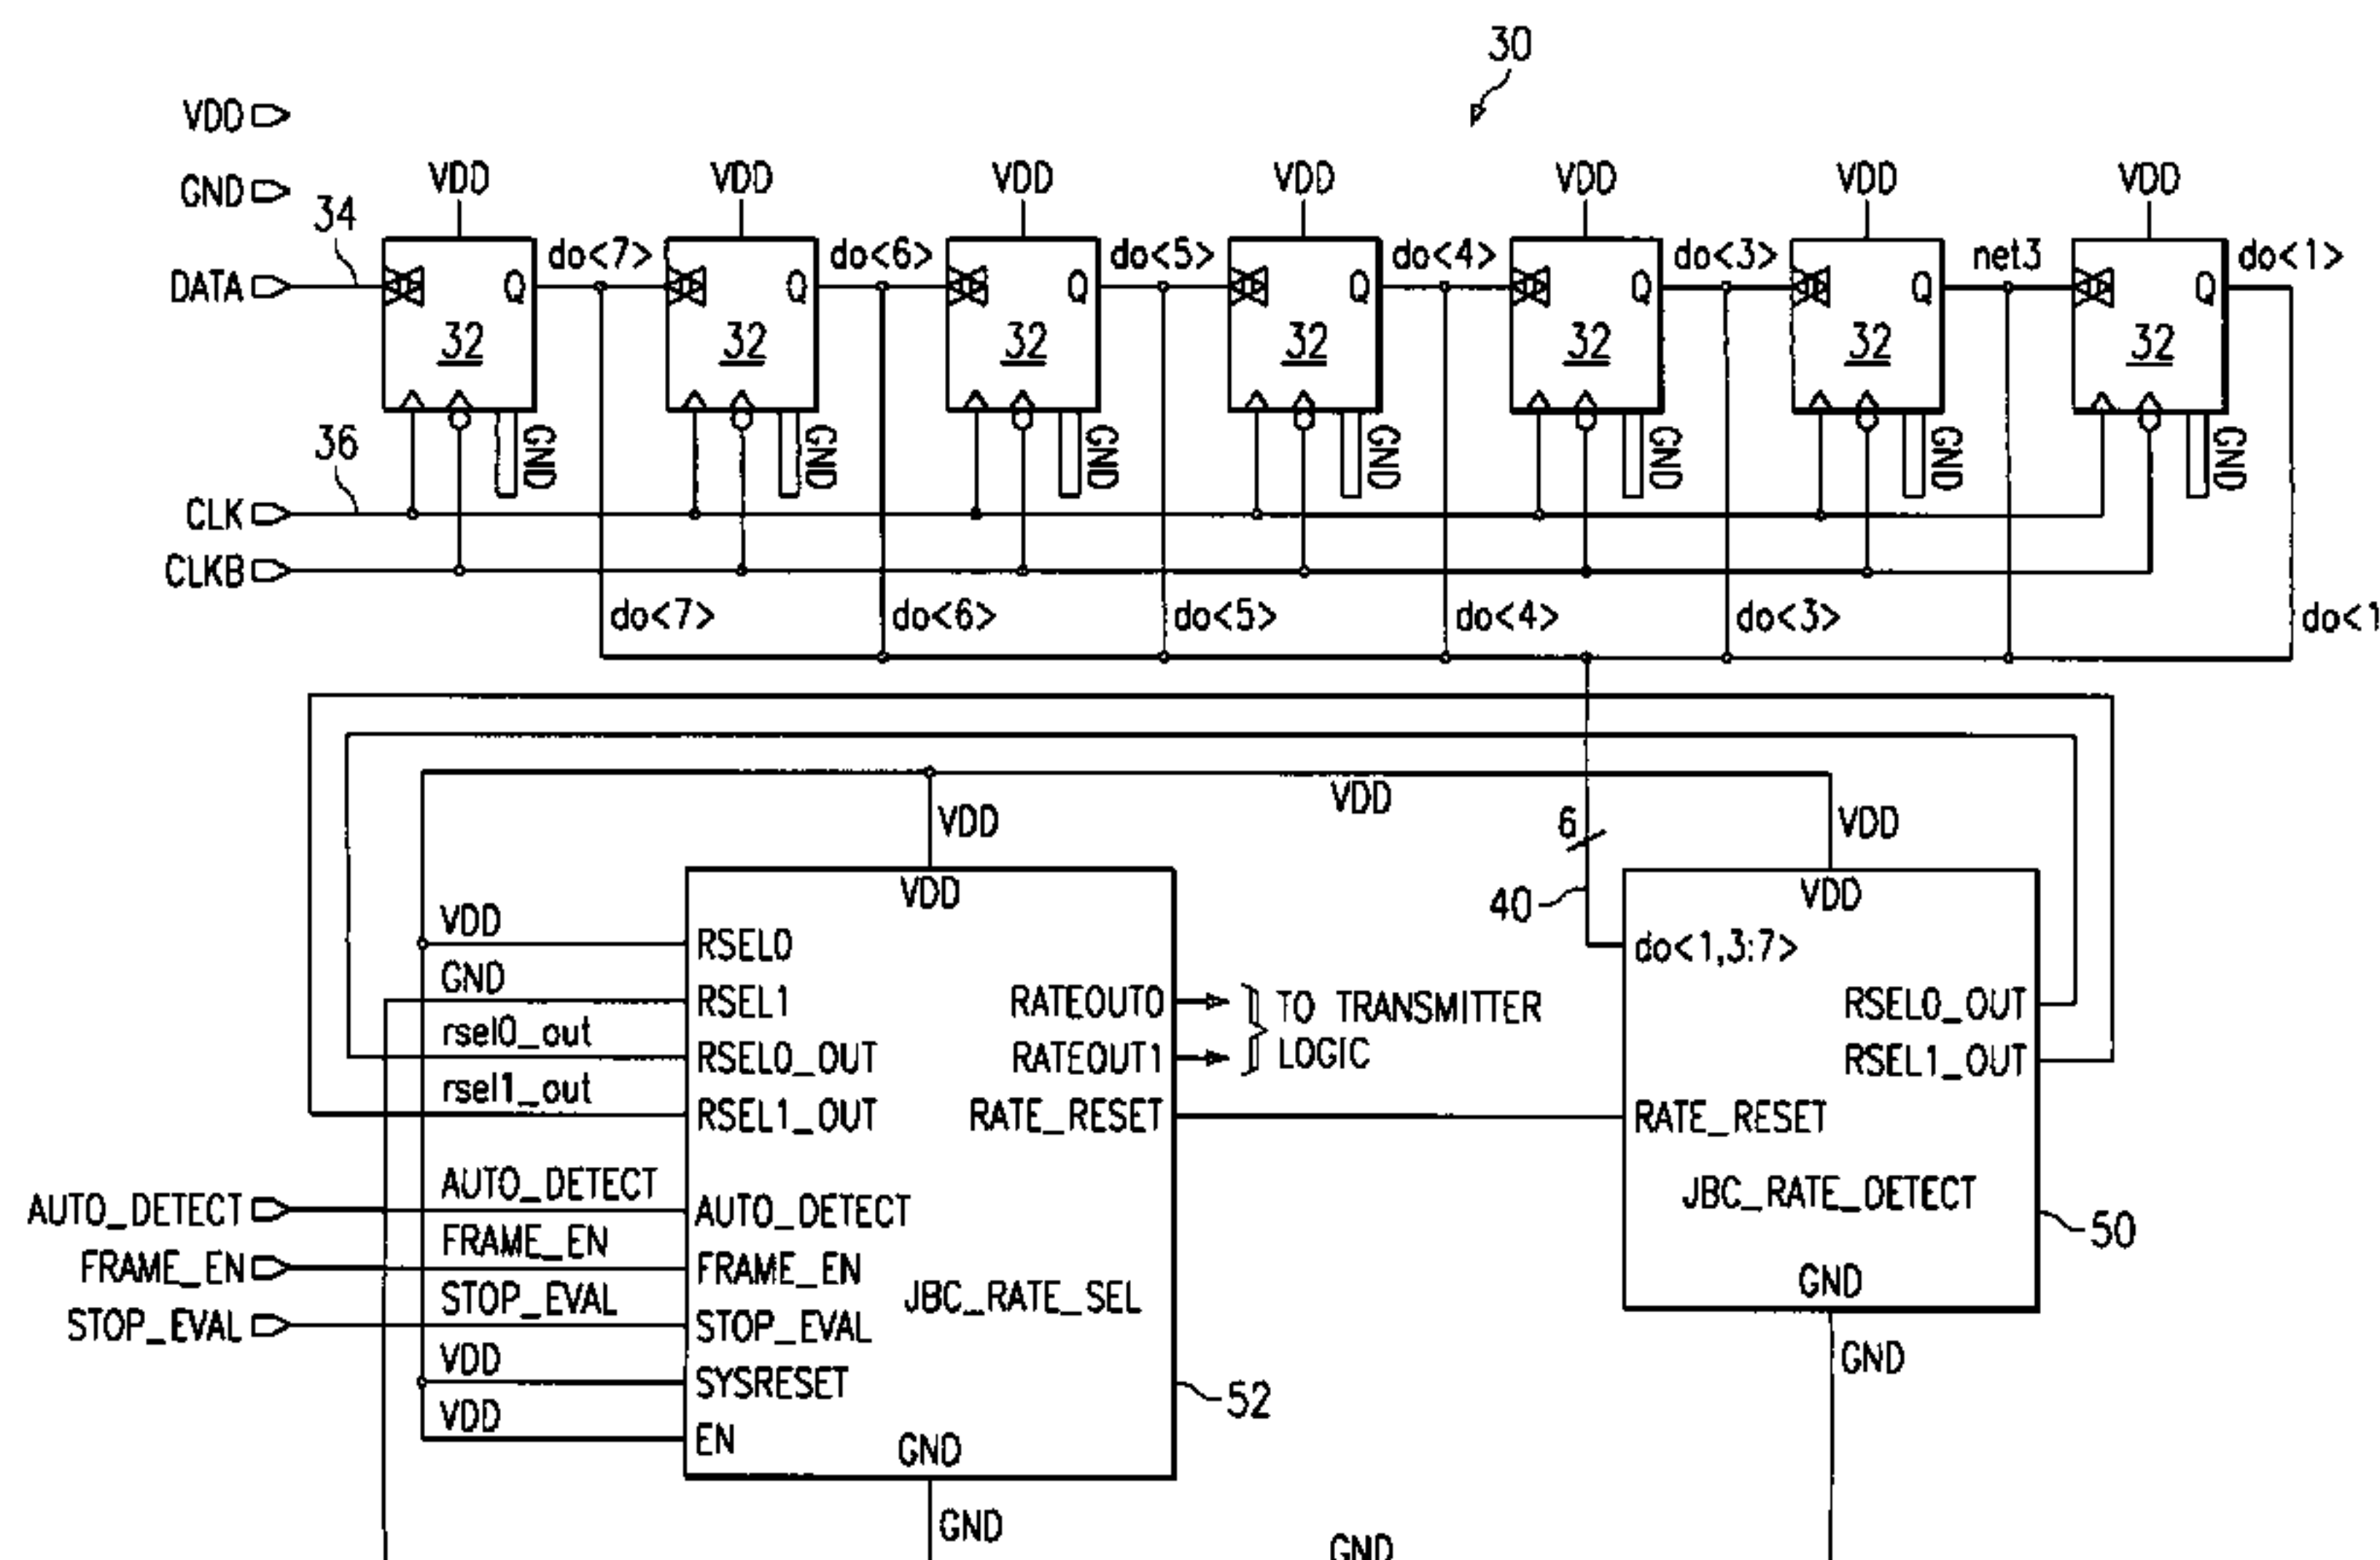 30
VDD
GND
VDD VDD VDD VDD VDD VDD VDD
34
DATA
do<7> do<6> do<5> do<4> do<3> net3 do<1>
Q Q Q Q Q Q Q
32 32 32 32 32 32 32
GND GND GND GND GND GND GND
36
CLK
CLKB
do<7> do<6> do<5> do<4> do<3> do<1
VDD
VDD
6
VDD
VDD
40
VDD
VDD
RSEL0
do<1,3:7>
GND
RSEL1
RATEOUT0
TO TRANSMITTER
LOGIC
RSEL0_OUT
rsel0_out
RSEL0_OUT
RATEOUT1
RSEL1_OUT
rsel1_out
RSEL1_OUT
RATE_RESET
RATE_RESET
JBC_RATE_DETECT
50
AUTO_DETECT
AUTO_DETECT
AUTO_DETECT
FRAME_EN
FRAME_EN
FRAME_EN
JBC_RATE_SEL
GND
STOP_EVAL
STOP_EVAL
STOP_EVAL
VDD
SYSRESET
52
GND
VDD
EN
GND
GND
GND